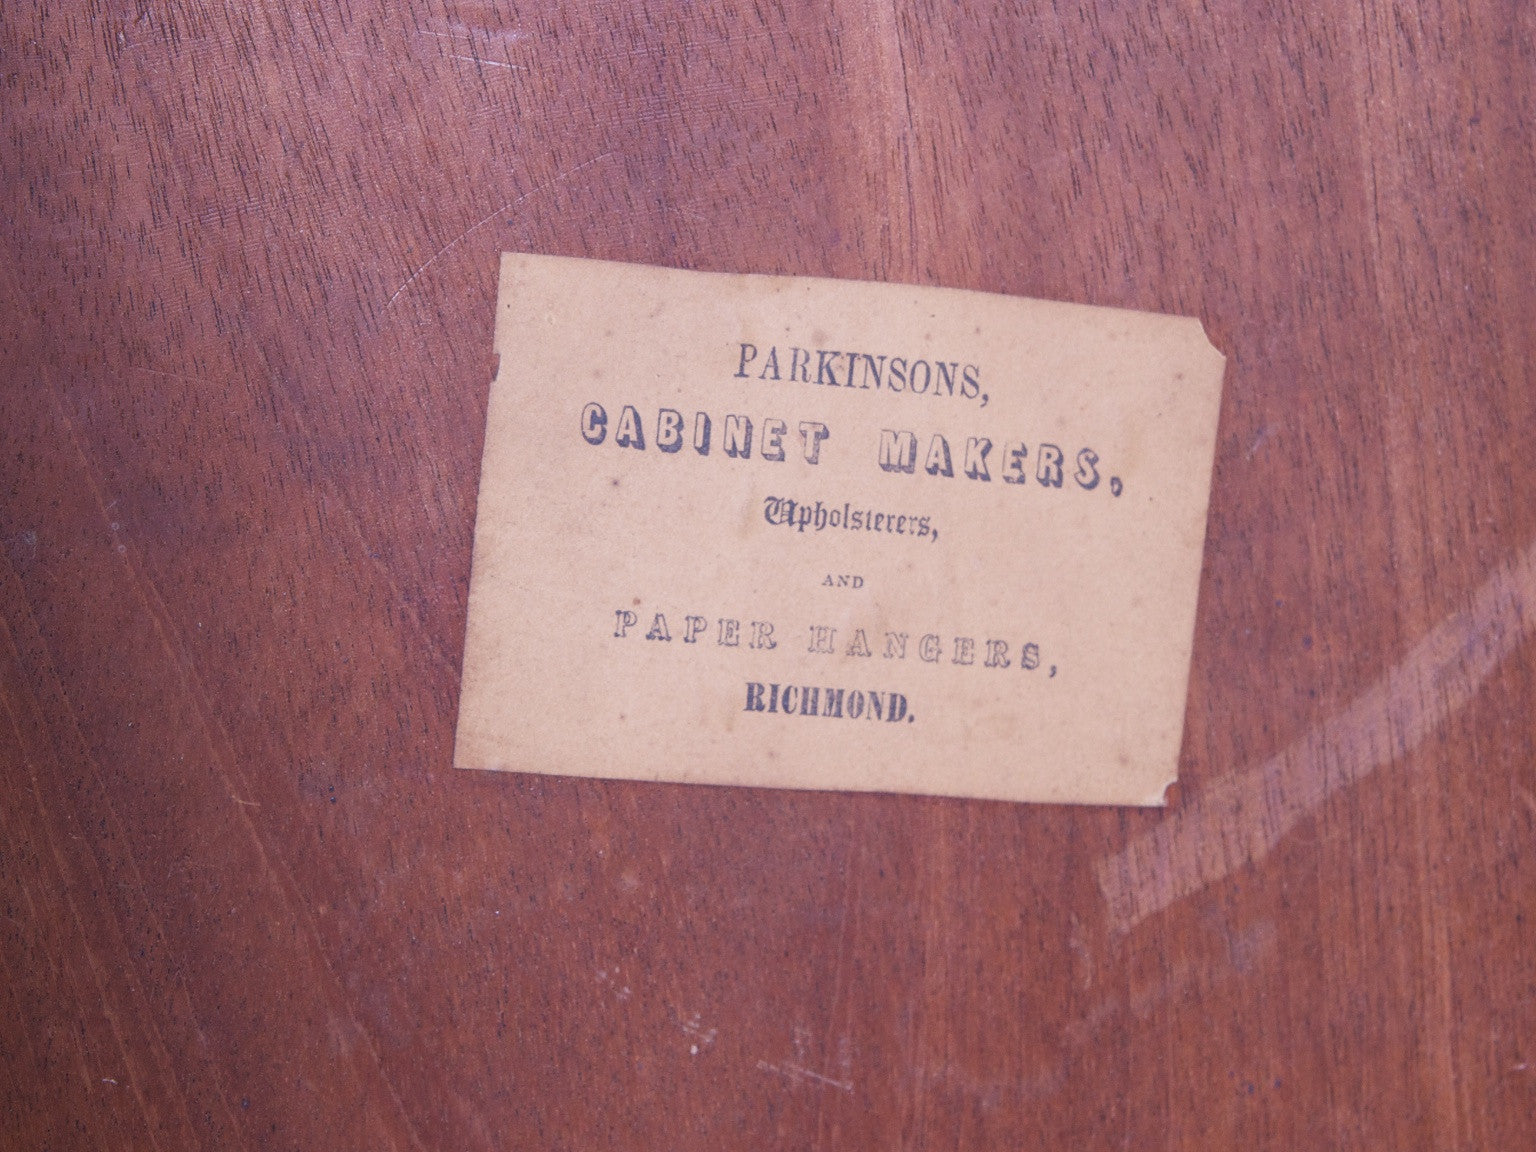 PARKINSONS,
CABINET MAKERS,
Upholsterers,
AND
PAPER HANGERS,
RICHMOND.